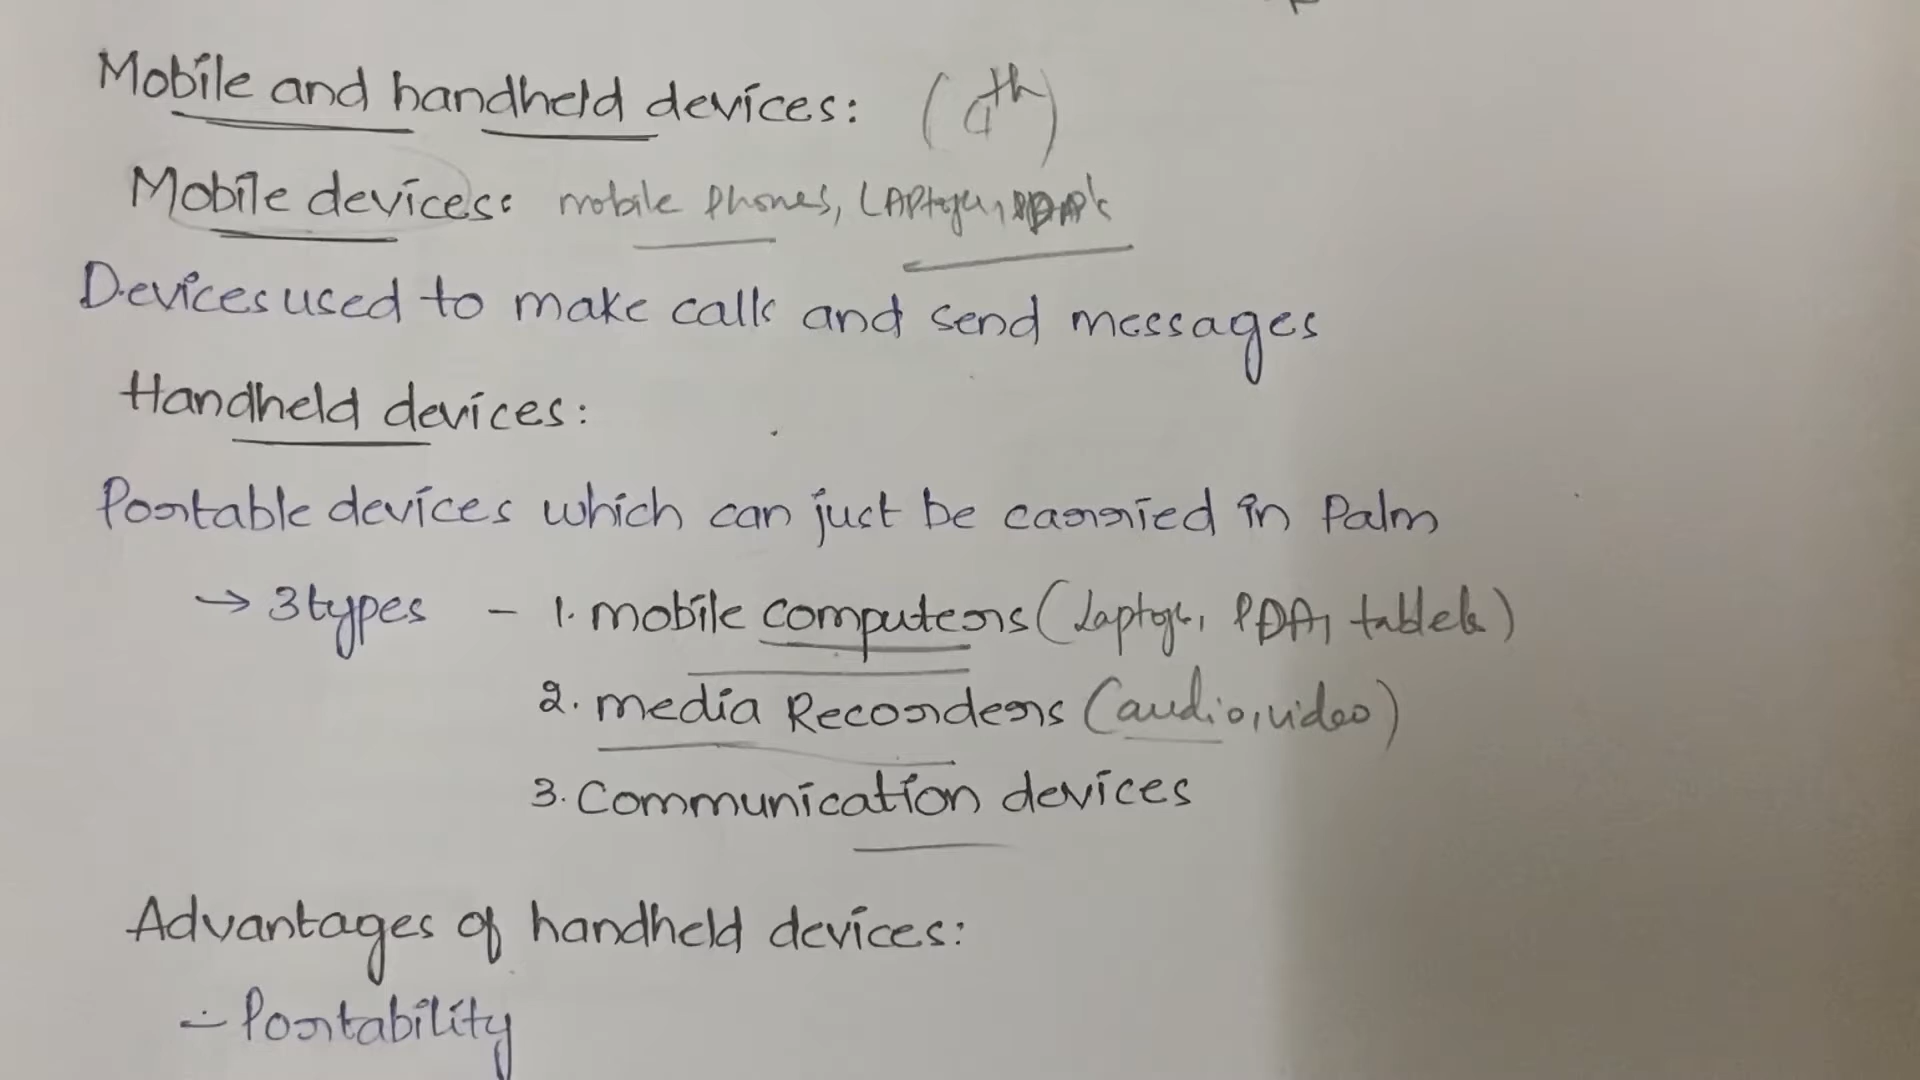 Mobile and handheld devices: (4th)
Mobile devices: mobile phones, LAPtops, PDA's
Devices used to make calls and send messages
Handheld devices:
Portable devices which can just be carried in Palm
→ 3 types - 1. mobile computers (Laptops, PDA, tablets)
2. media Recorders (audio, video)
3. Communication devices
Advantages of handheld devices:
- Portability